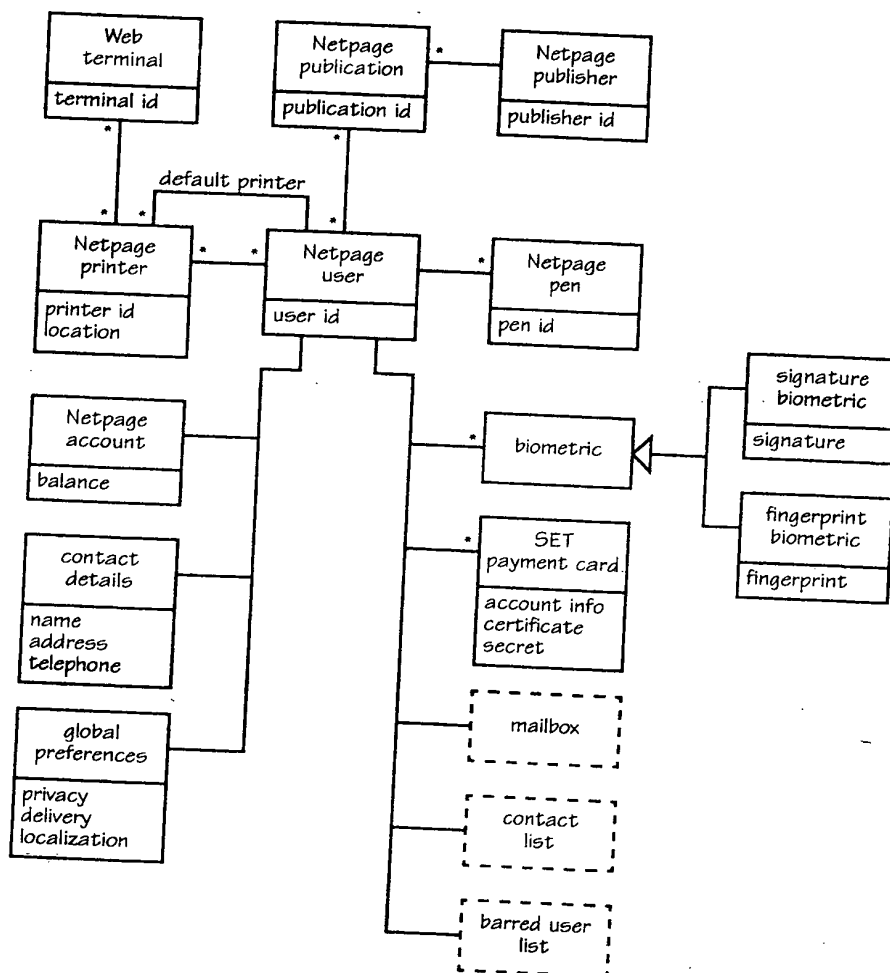 Web
terminal
terminal id
Netpage
publication
publication id
Netpage
publisher
publisher id
*
*
*
default printer
*
*
*
*
*
*
Netpage
printer
printer id
location
Netpage
user
user id
*
Netpage
pen
pen id
Netpage
account
balance
*
biometric
signature
biometric
signature
fingerprint
biometric
fingerprint
contact
details
name
address
telephone
*
SET
payment card
account info
certificate
secret
global
preferences
privacy
delivery
localization
mailbox
contact
list
barred user
list